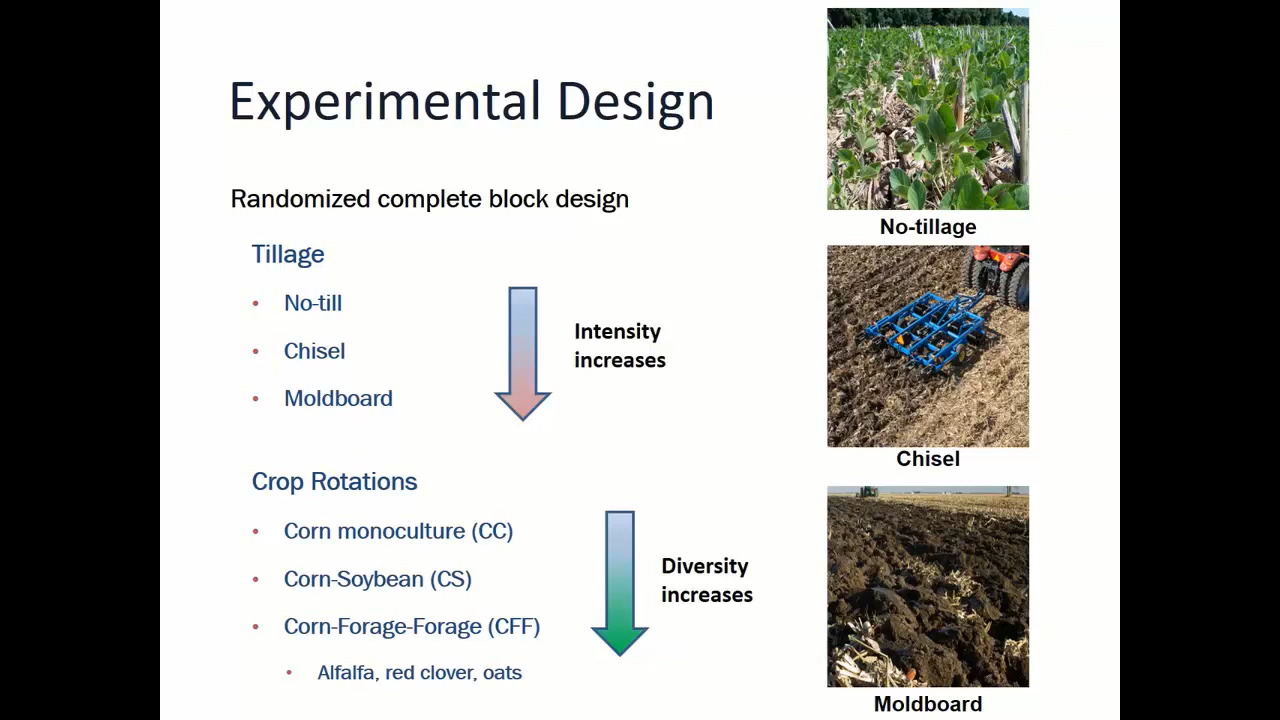 Experimental Design
Randomized complete block design
Tillage
• No-till
• Chisel
• Moldboard
Intensity
increases
Crop Rotations
• Corn monoculture (CC)
• Corn-Soybean (CS)
• Corn-Forage-Forage (CFF)
• Alfalfa, red clover, oats
Diversity
increases
No-tillage
Chisel
Moldboard